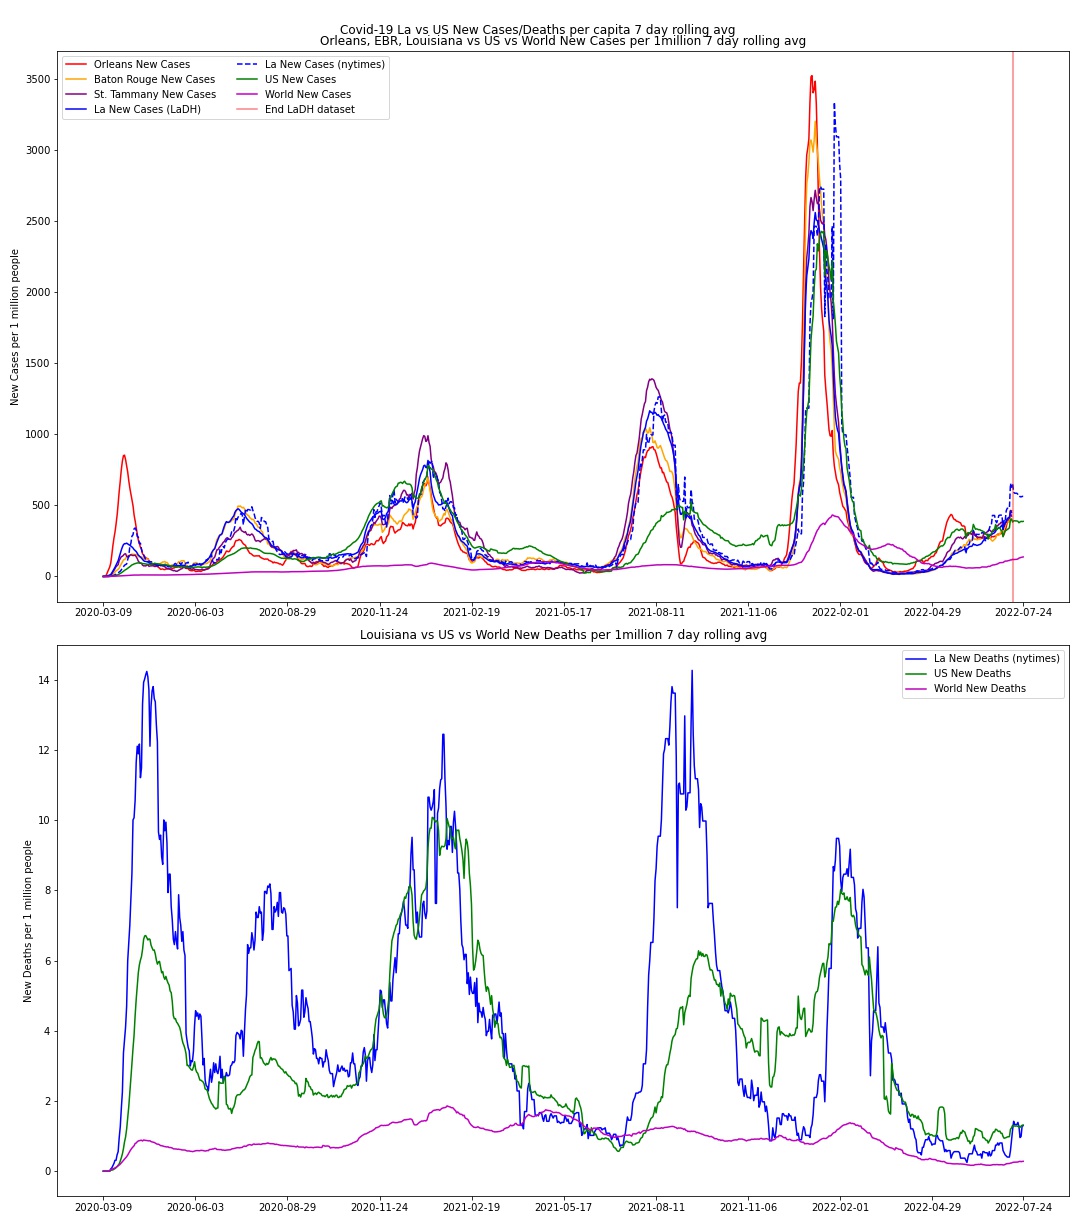 Covid-19 La vs US New Cases/Deaths per capita 7 day rolling avg
Orleans, EBR, Louisiana vs US vs World New Cases per 1million 7 day rolling avg
Orleans New Cases
Baton Rouge New Cases
St. Tammany New Cases
La New Cases (LaDH)
La New Cases (nytimes)
US New Cases
World New Cases
End LaDH dataset
New Cases per 1 million people
3500
3000
2500
2000
1500
1000
500
0
2020-03-09 2020-06-03 2020-08-29 2020-11-24 2021-02-19 2021-05-17 2021-08-11 2021-11-06 2022-02-01 2022-04-29 2022-07-24
Louisiana vs US vs World New Deaths per 1million 7 day rolling avg
La New Deaths (nytimes)
US New Deaths
World New Deaths
New Deaths per 1 million people
14
12
10
8
6
4
2
0
2020-03-09 2020-06-03 2020-08-29 2020-11-24 2021-02-19 2021-05-17 2021-08-11 2021-11-06 2022-02-01 2022-04-29 2022-07-24